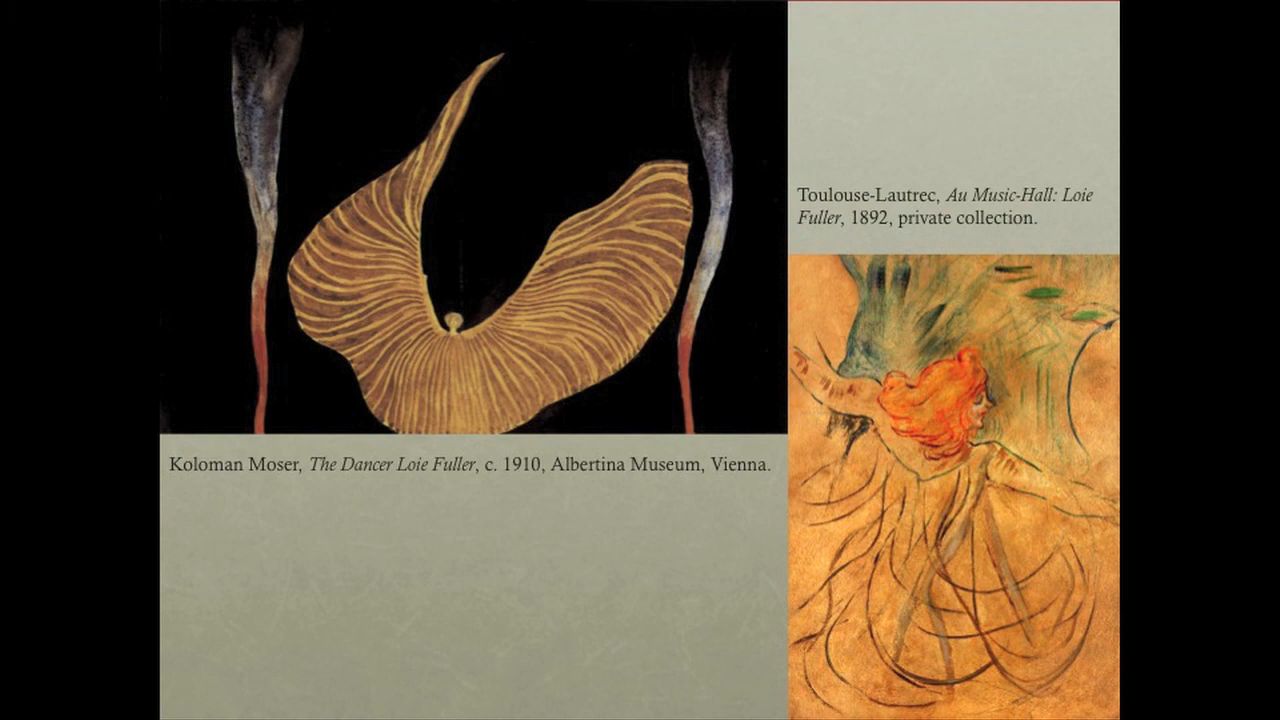 Toulouse-Lautrec, Au Music-Hall: Loie
Fuller, 1892, private collection.
Koloman Moser, The Dancer Loie Fuller, c. 1910, Albertina Museum, Vienna.